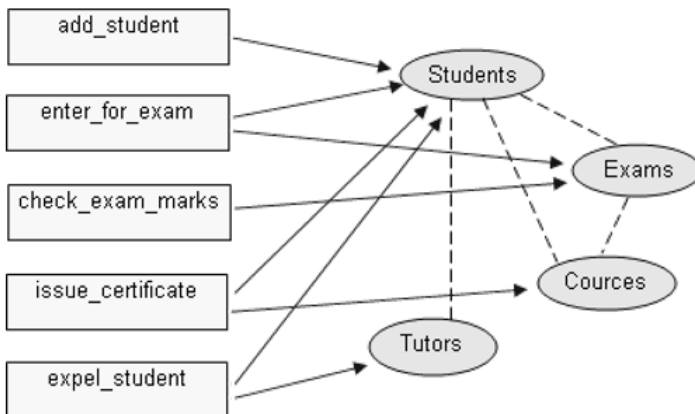 add_student
Students
enter_for_exam
Exams
check_exam_marks
issue_certificate
Cources
Tutors
expel_student